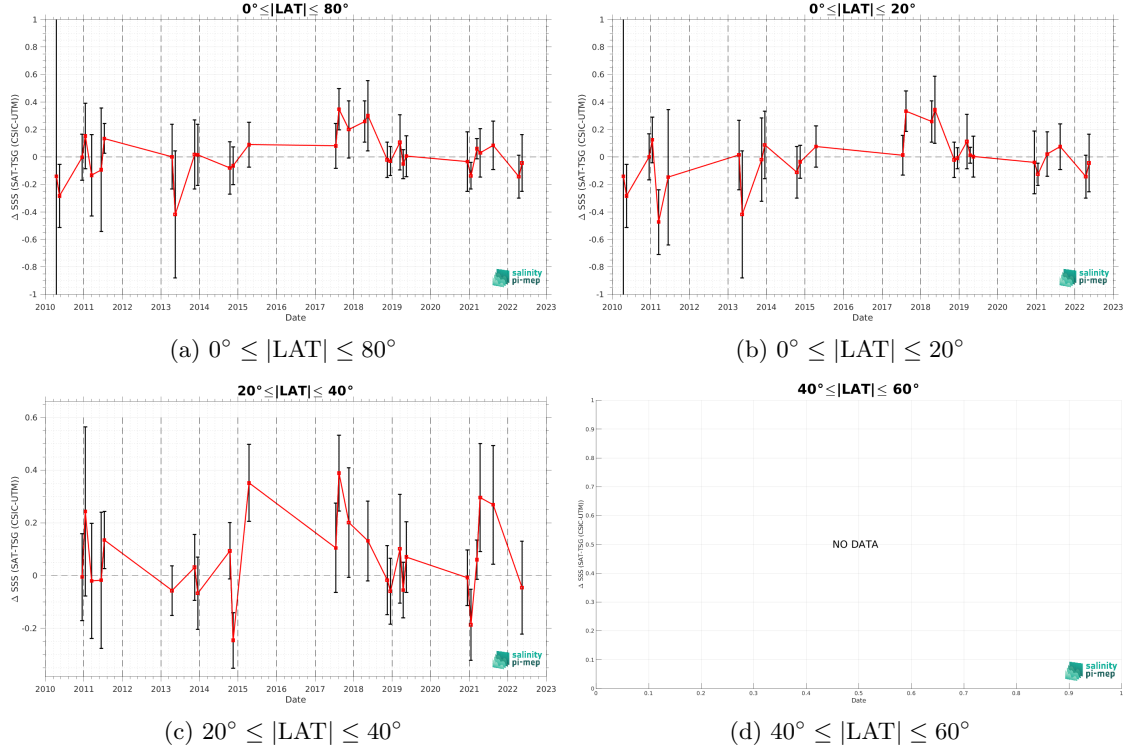 0°≤|LAT|≤ 80°
Δ SSS (SAT-TSG (CSIC-UTM))
1
0.8
0.6
0.4
0.2
0
-0.2
-0.4
-0.6
-0.8
-1
2010 2011 2012 2013 2014 2015 2016 2017 2018 2019 2020 2021 2022 2023
Date
salinity
pi-mep
(a) 0° ≤ |LAT| ≤ 80°
0°≤|LAT|≤ 20°
Δ SSS (SAT-TSG (CSIC-UTM))
1
0.8
0.6
0.4
0.2
0
-0.2
-0.4
-0.6
-0.8
-1
2010 2011 2012 2013 2014 2015 2016 2017 2018 2019 2020 2021 2022 2023
Date
salinity
pi-mep
(b) 0° ≤ |LAT| ≤ 20°
20°≤|LAT|≤ 40°
Δ SSS (SAT-TSG (CSIC-UTM))
0.6
0.4
0.2
0
-0.2
2010 2011 2012 2013 2014 2015 2016 2017 2018 2019 2020 2021 2022 2023
Date
salinity
pi-mep
(c) 20° ≤ |LAT| ≤ 40°
40°≤|LAT|≤ 60°
Δ SSS (SAT-TSG (CSIC-UTM))
1
0.9
0.8
0.7
0.6
0.5
0.4
0.3
0.2
0.1
0
NO DATA
0 0.1 0.2 0.3 0.4 0.5 0.6 0.7 0.8 0.9 1
Date
salinity
pi-mep
(d) 40° ≤ |LAT| ≤ 60°